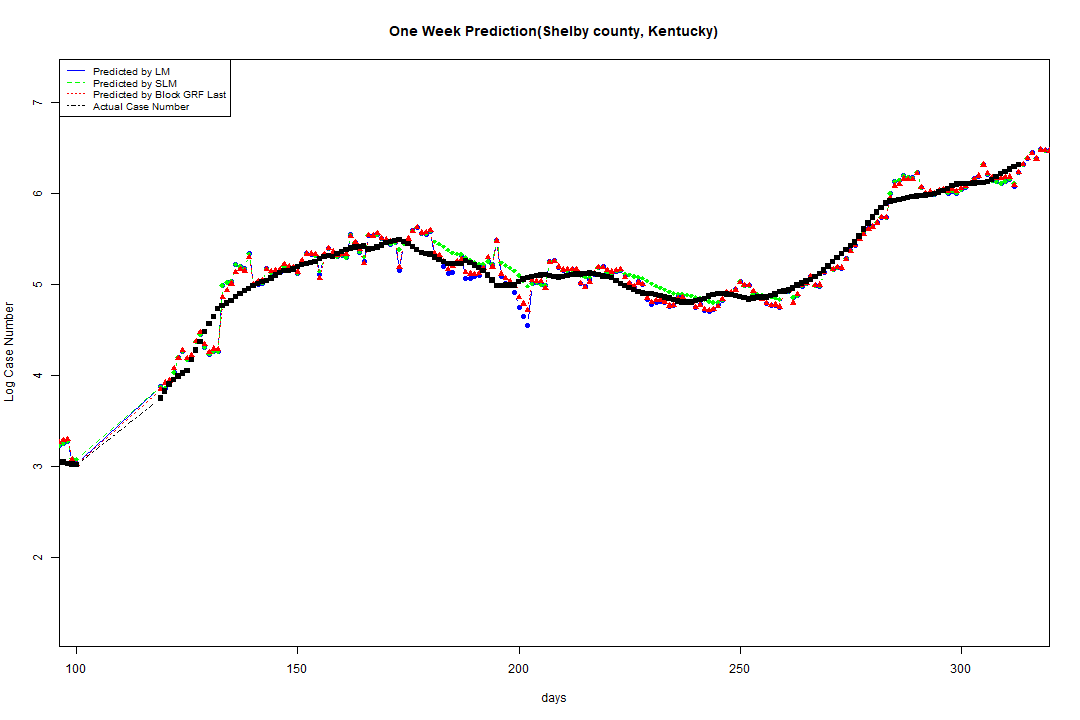 One Week Prediction(Shelby county, Kentucky)
Predicted by LM
Predicted by SLM
Predicted by Block GRF Last
Actual Case Number
Log Case Number
7
6
5
4
3
2
100 150 200 250 300
days